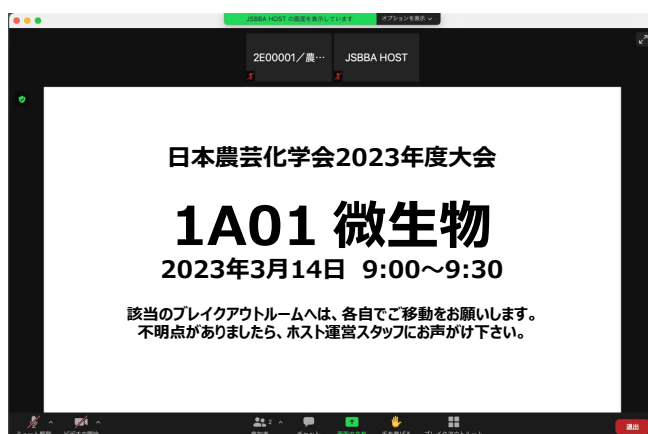 JSBBA HOST の画面を表示しています オプションを表示
2E00001／農… JSBBA HOST
日本農芸化学会2023年度大会
1A01 微生物
2023年3月14日 9:00～9:30
該当のブレイクアウトルームへは、各自でご移動をお願いします。
不明点がありましたら、ホスト運営スタッフにお声がけ下さい。
2
退出